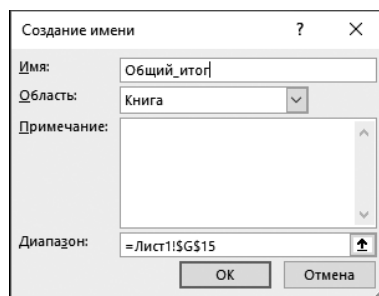 Создание имени ? ×
Имя: Общий_итог
Область: Книга
Примечание:
Диапазон: =Лист1!$G$15
ОК Отмена